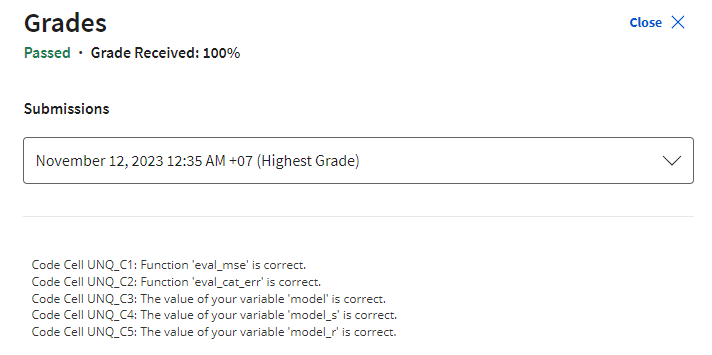 Grades
Close
Passed · Grade Received: 100%
Submissions
November 12, 2023 12:35 AM +07 (Highest Grade)
Code Cell UNQ_C1: Function 'eval_mse' is correct.
Code Cell UNQ_C2: Function 'eval_cat_err' is correct.
Code Cell UNQ_C3: The value of your variable 'model' is correct.
Code Cell UNQ_C4: The value of your variable 'model_s' is correct.
Code Cell UNQ_C5: The value of your variable 'model_r' is correct.